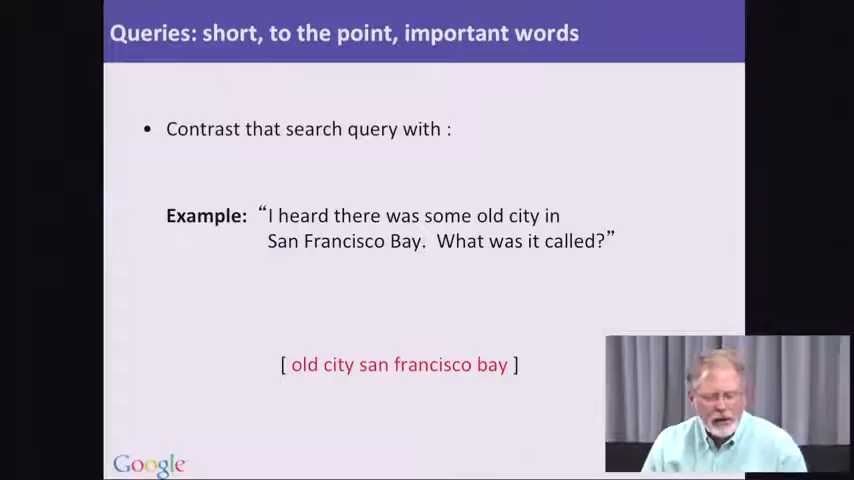 Queries: short, to the point, important words
• Contrast that search query with :
Example: “I heard there was some old city in
San Francisco Bay. What was it called?”
[ old city san francisco bay ]
Google